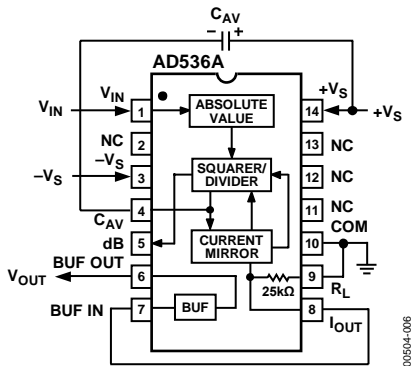 CAV
− +
AD536A
VIN
VIN
1
ABSOLUTE
VALUE
14
+VS
+VS
NC
2
13
NC
−VS
−VS
3
SQUARER/
DIVIDER
12
NC
CAV
4
11
NC
dB
5
CURRENT
MIRROR
10
COM
BUF OUT
VOUT
6
9
RL
25kΩ
BUF IN
7
BUF
8
IOUT
00504-006